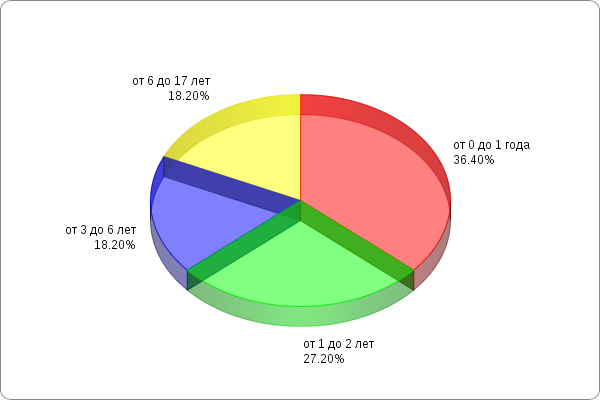 от 6 до 17 лет
18.20%
от 0 до 1 года
36.40%
от 3 до 6 лет
18.20%
от 1 до 2 лет
27.20%